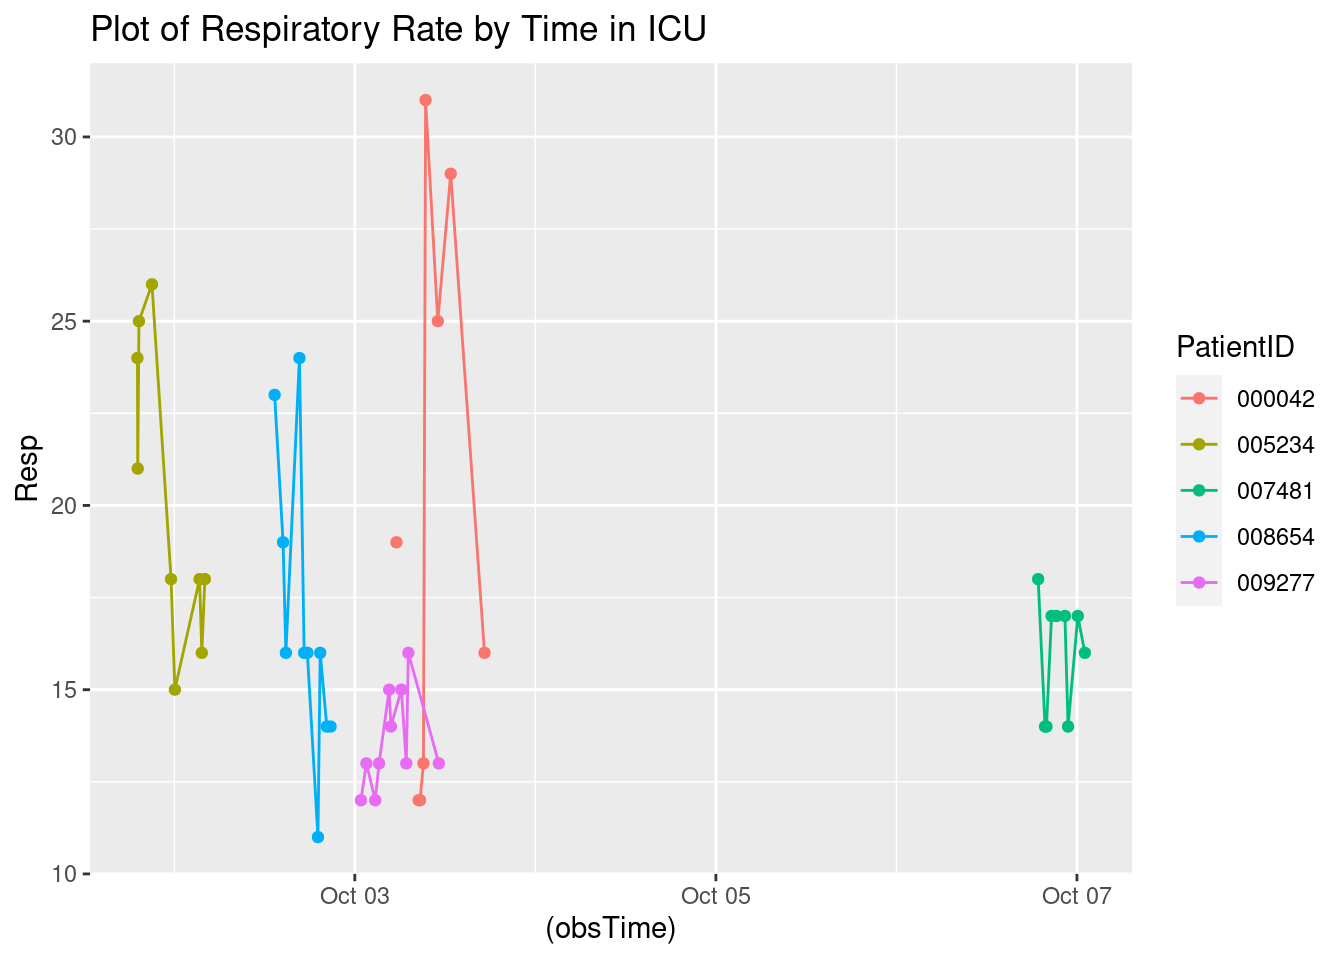 Plot of Respiratory Rate by Time in ICU
30
25
20
15
10
Resp
Oct 03
Oct 05
Oct 07
(obsTime)
PatientID
000042
005234
007481
008654
009277